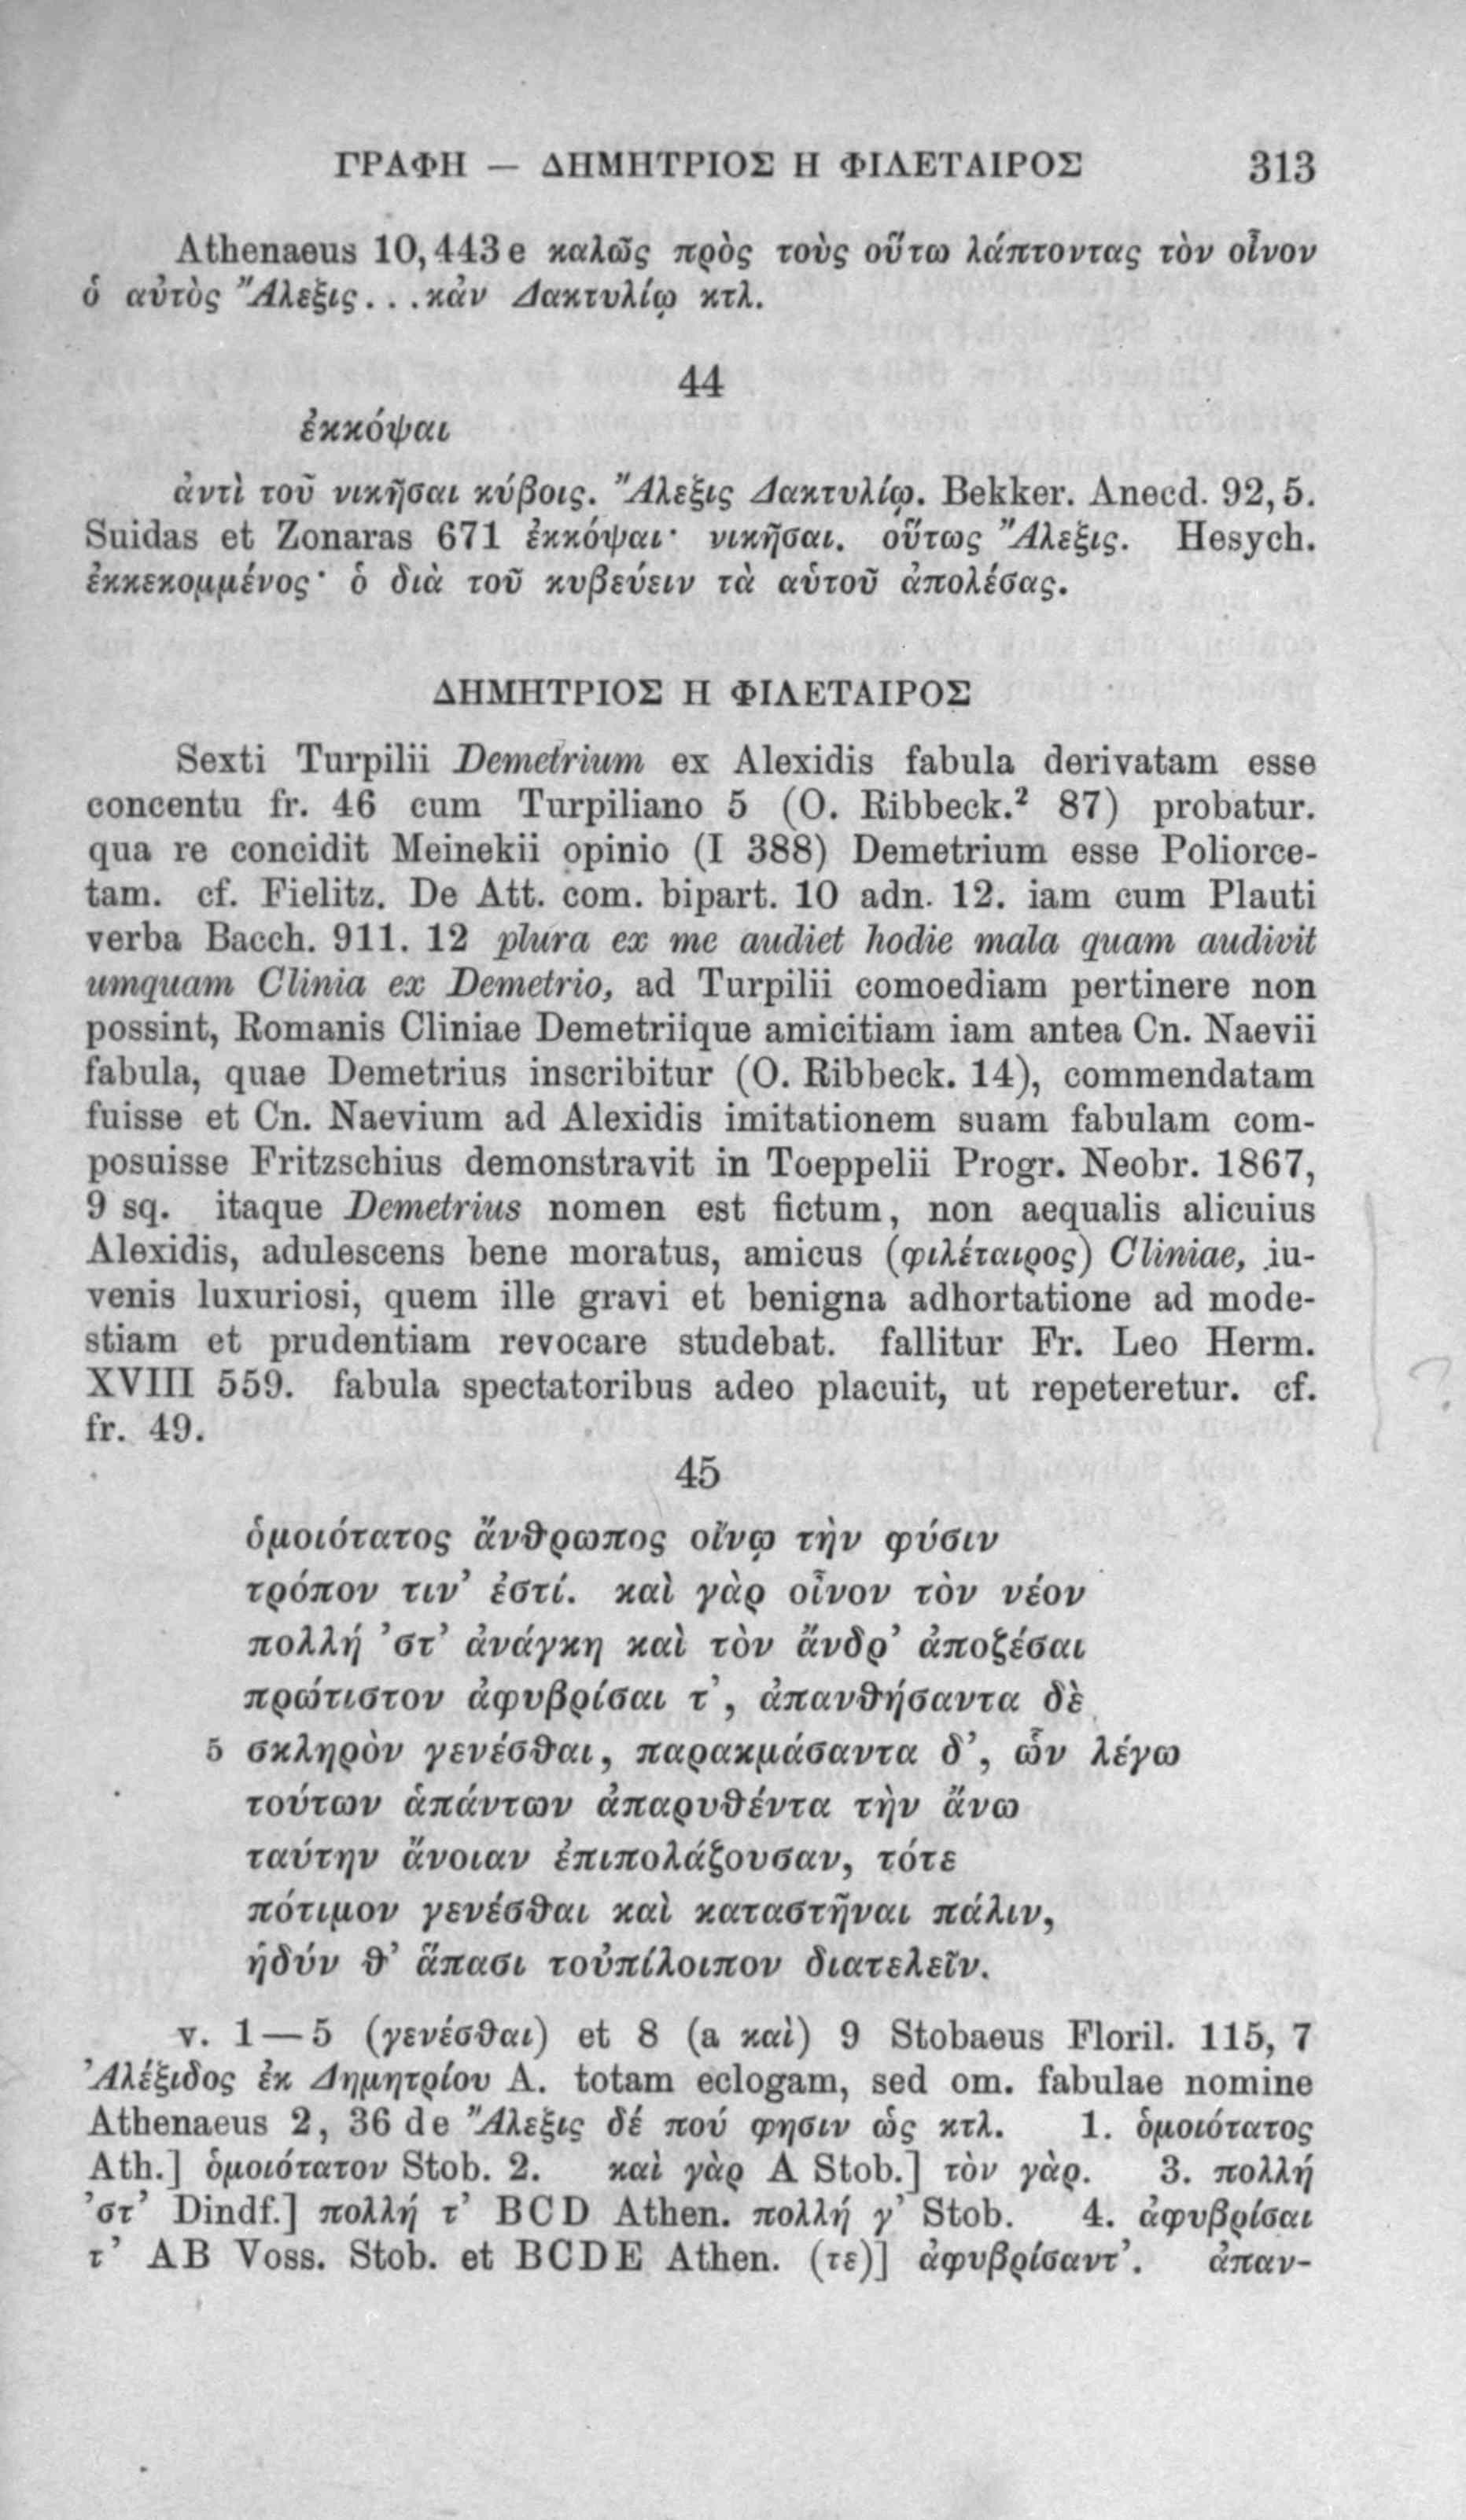 ΓΡΑΦΗ — ΔΗΜΗΤΡΙΟΣ Η ΦΙΛΕΤΑΙΡΟΣ 313
Athenaeus 10, 443 e καλῶς πρὸς τοὺς οὕτω λάπτοντας τὸν οἶνον
ὁ αὐτὸς Ἄλεξις . . . κἀν Δακτυλίῳ κτλ.
44
ἐκκόψαι
ἀντὶ τοῦ νικῆσαι κύβοις. Ἄλεξις Δακτυλίῳ. Bekker. Anecd. 92, 5.
Suidas et Zonaras 671 ἐκκόψαι· νικῆσαι. οὕτως Ἄλεξις. Hesych.
ἐκκεκομμένος· ὁ διὰ τοῦ κυβεύειν τὰ αὑτοῦ ἀπολέσας.
ΔΗΜΗΤΡΙΟΣ Η ΦΙΛΕΤΑΙΡΟΣ
Sexti Turpilii Demetrium ex Alexidis fabula derivatam esse
concentu fr. 46 cum Turpiliano 5 (O. Ribbeck.² 87) probatur.
qua re concidit Meinekii opinio (I 388) Demetrium esse Poliorce-
tam. cf. Fielitz. De Att. com. bipart. 10 adn. 12. iam cum Plauti
verba Bacch. 911. 12 plura ex me audiet hodie mala quam audivit
umquam Clinia ex Demetrio, ad Turpilii comoediam pertinere non
possint, Romanis Cliniae Demetriique amicitiam iam antea Cn. Naevii
fabula, quae Demetrius inscribitur (O. Ribbeck. 14), commendatam
fuisse et Cn. Naevium ad Alexidis imitationem suam fabulam com-
posuisse Fritzschius demonstravit in Toeppelii Progr. Neobr. 1867,
9 sq. itaque Demetrius nomen est fictum, non aequalis alicuius
Alexidis, adulescens bene moratus, amicus (φιλέταιρος) Cliniae, iu-
venis luxuriosi, quem ille gravi et benigna adhortatione ad mode-
stiam et prudentiam revocare studebat. fallitur Fr. Leo Herm.
XVIII 559. fabula spectatoribus adeo placuit, ut repeteretur. cf.
fr. 49.
45
ὁμοιότατος ἄνθρωπος οἴνῳ τὴν φύσιν
τρόπον τιν’ ἐστί. καὶ γὰρ οἶνον τὸν νέον
πολλή ’στ’ ἀνάγκη καὶ τὸν ἄνδρ’ ἀποζέσαι
πρώτιστον ἀφυβρίσαι τ’, ἀπανθήσαντα δὲ
5 σκληρὸν γενέσθαι, παρακμάσαντα δ’, ὧν λέγω
τούτων ἁπάντων ἀπαρυθέντα τὴν ἄνω
ταύτην ἄνοιαν ἐπιπολάζουσαν, τότε
πότιμον γενέσθαι καὶ καταστῆναι πάλιν,
ἡδύν θ’ ἅπασι τοὐπίλοιπον διατελεῖν.
v. 1—5 (γενέσθαι) et 8 (a καὶ) 9 Stobaeus Floril. 115, 7
Ἀλέξιδος ἐκ Δημητρίου A. totam eclogam, sed om. fabulae nomine
Athenaeus 2, 36 d e Ἄλεξις δέ πού φησιν ὡς κτλ. 1. ὁμοιότατος
Ath.] ὁμοιότατον Stob. 2. καὶ γὰρ A Stob.] τὸν γὰρ. 3. πολλή
’στ’ Dindf.] πολλή τ’ BCD Athen. πολλή γ’ Stob. 4. ἀφυβρίσαι
τ’ AB Voss. Stob. et BCDE Athen. (τε)] ἀφυβρίσαντ’. ἀπαν-
?